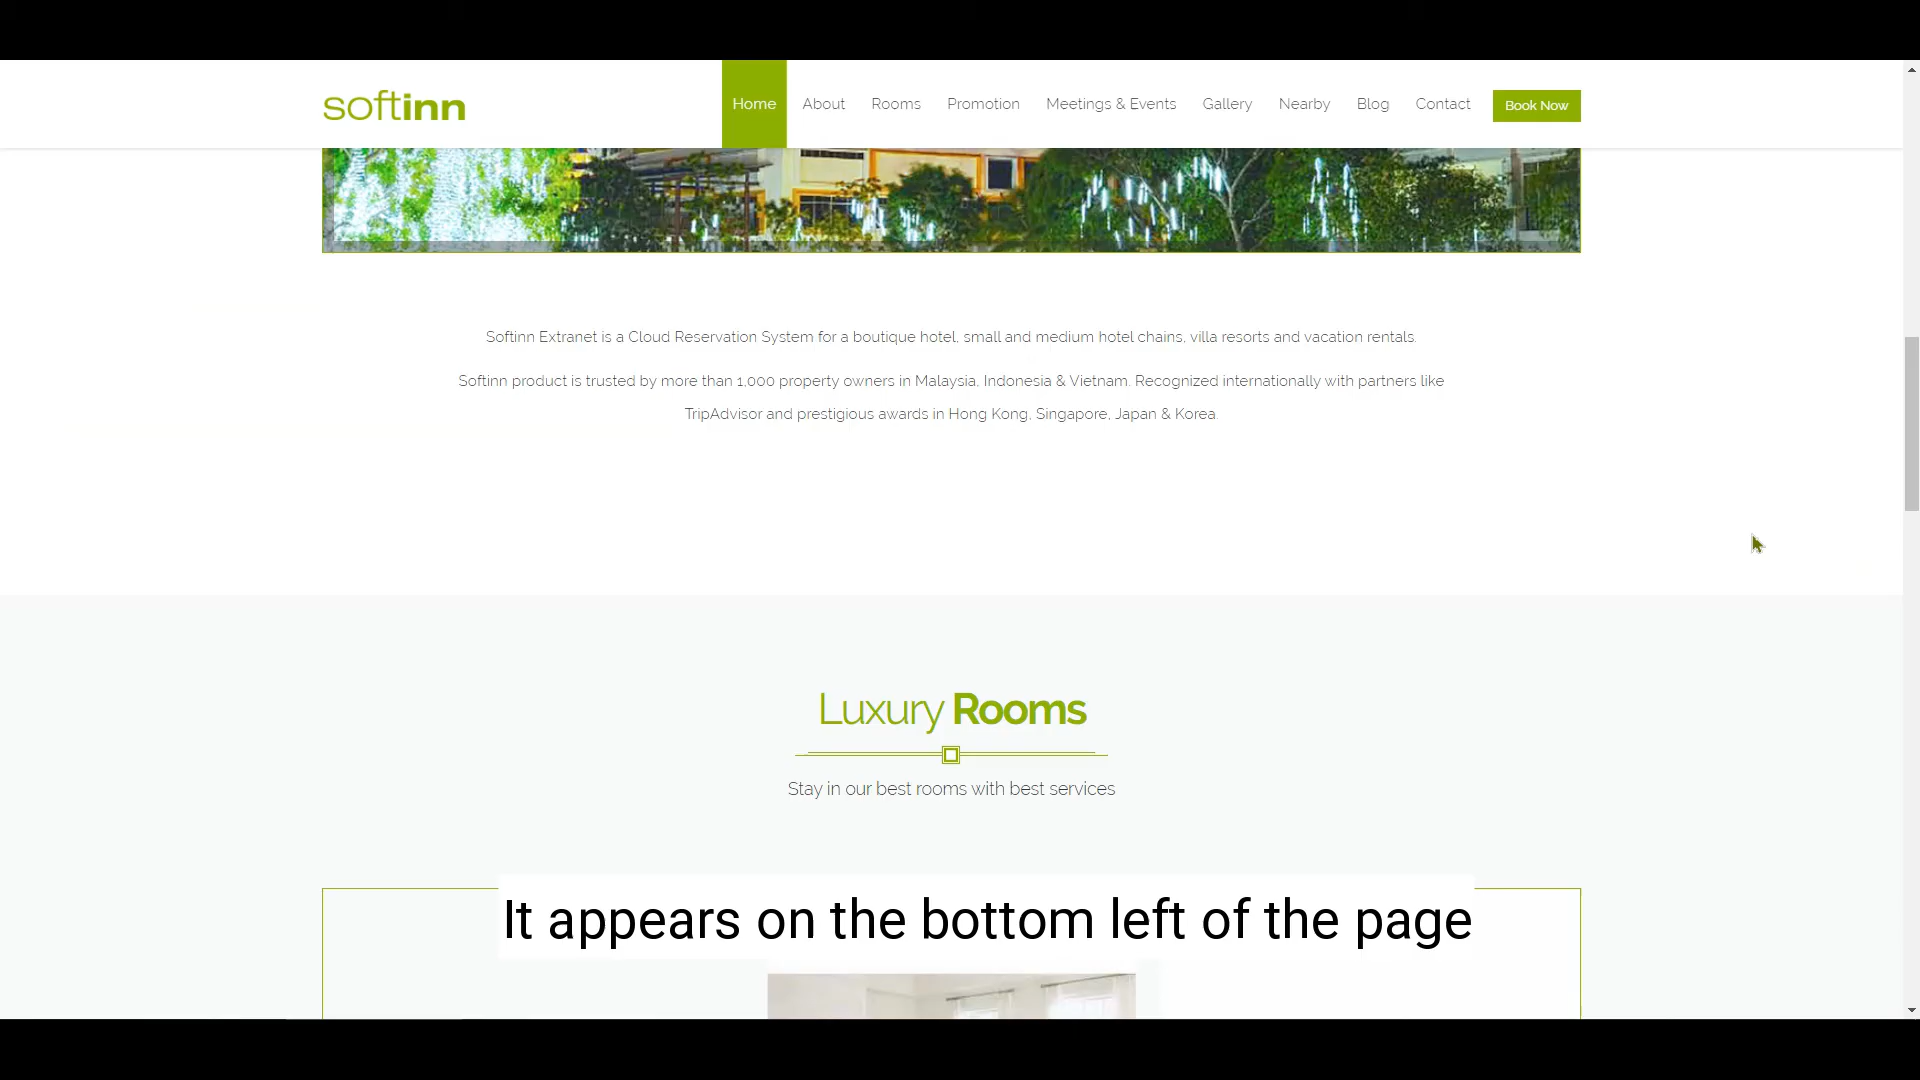 softinn
Home About Rooms Promotion Meetings & Events Gallery Nearby Blog Contact Book Now
Softinn Extranet is a Cloud Reservation System for a boutique hotel, small and medium hotel chains, villa resorts and vacation rentals.
Softinn product is trusted by more than 1,000 property owners in Malaysia, Indonesia & Vietnam. Recognized internationally with partners like
TripAdvisor and prestigious awards in Hong Kong, Singapore, Japan & Korea.
Luxury Rooms
Stay in our best rooms with best services
It appears on the bottom left of the page